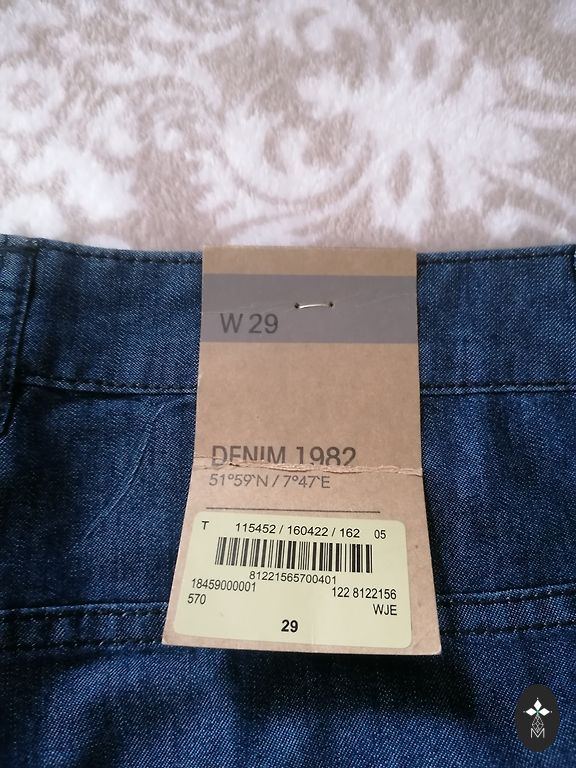 W 29
DENIM 1982
51°59'N / 7°47'E
T 115452 / 160422 / 162 05
81221565700401
18459000001 122 8122156
570 WJE
29
M